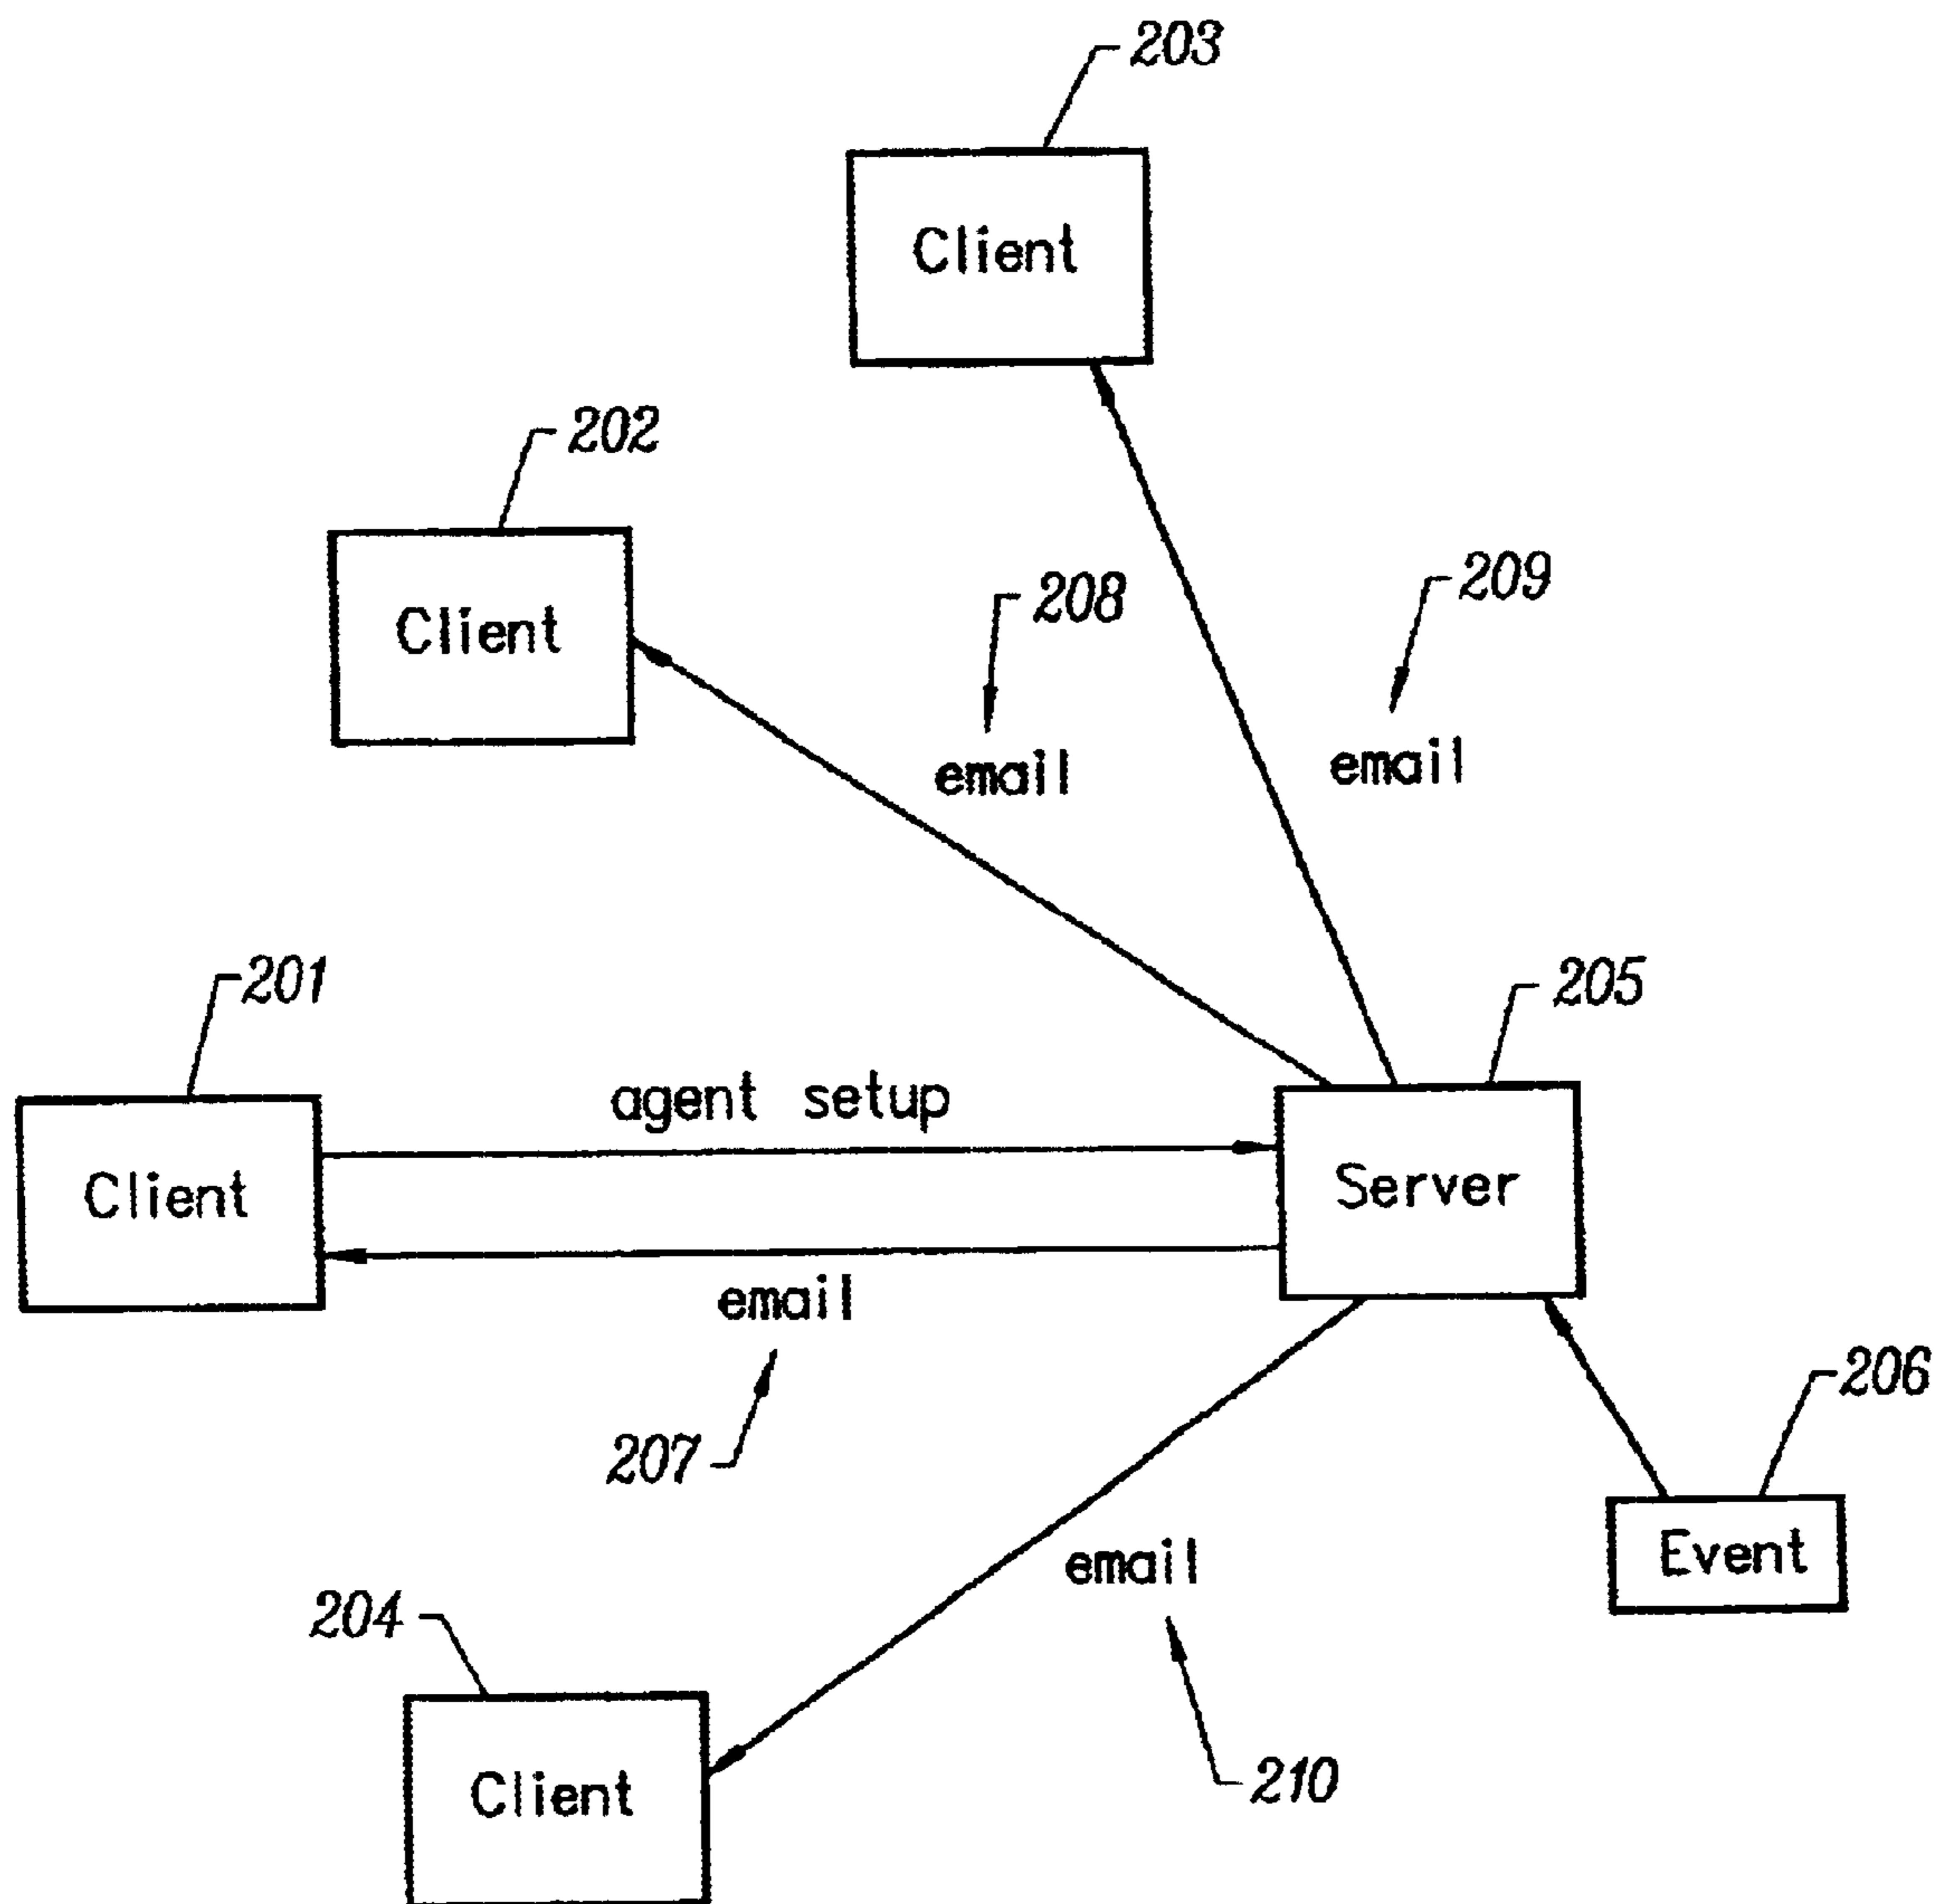 203
Client
202
Client
208
209
email
email
201
205
agent setup
Client
Server
email
207
206
Event
email
204
210
Client